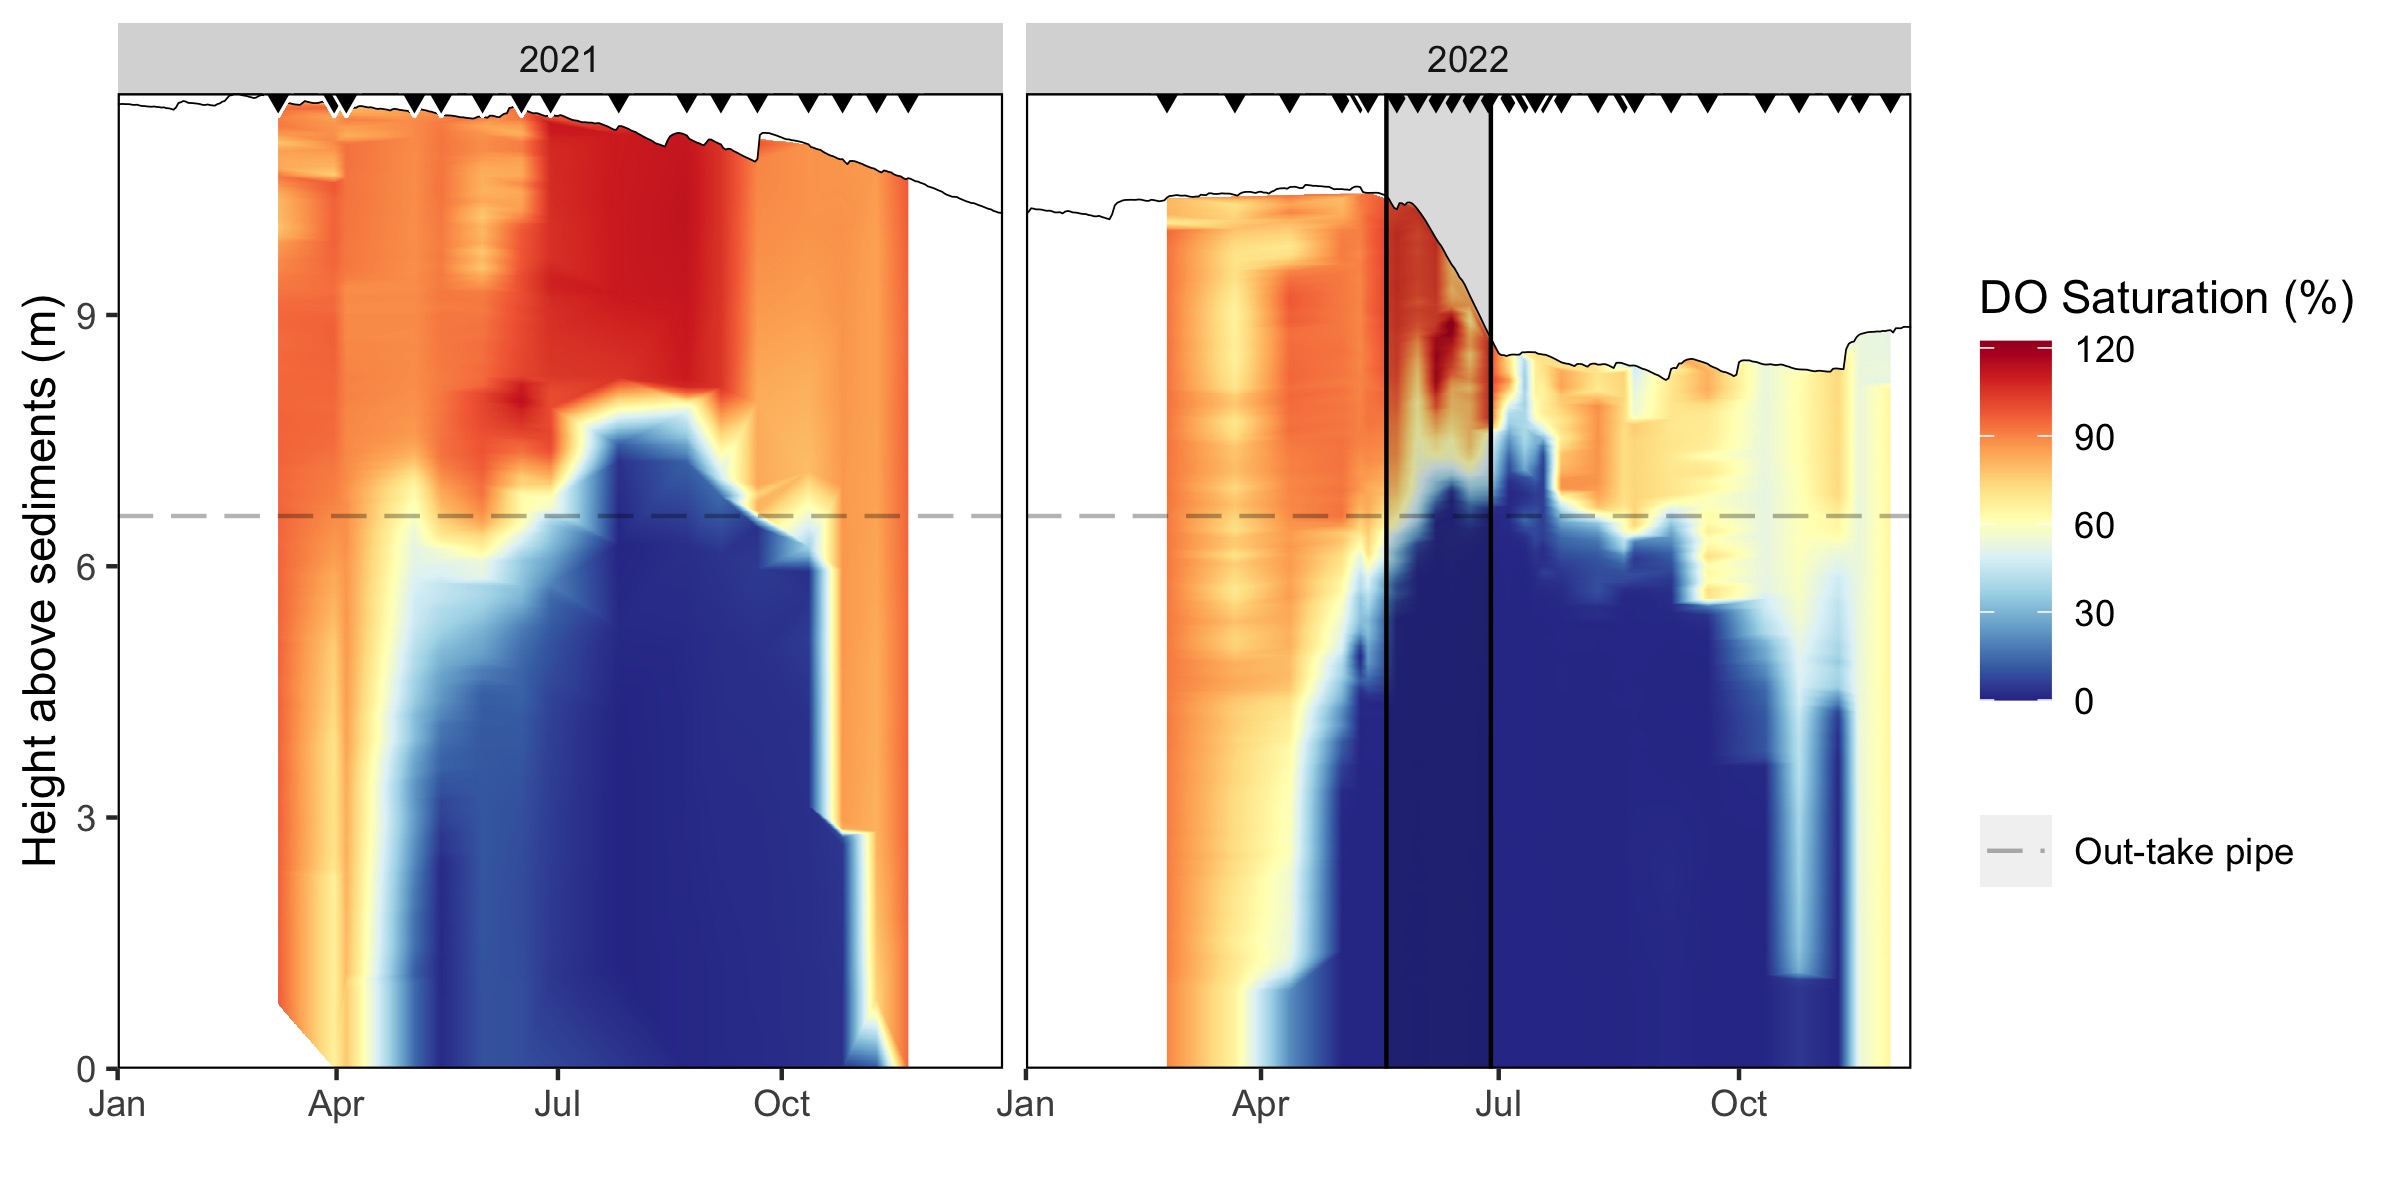 2021
2022
Height above sediments (m)
9
6
3
0
Jan
Apr
Jul
Oct
Jan
Apr
Jul
Oct
DO Saturation (%)
120
90
60
30
0
Out-take pipe